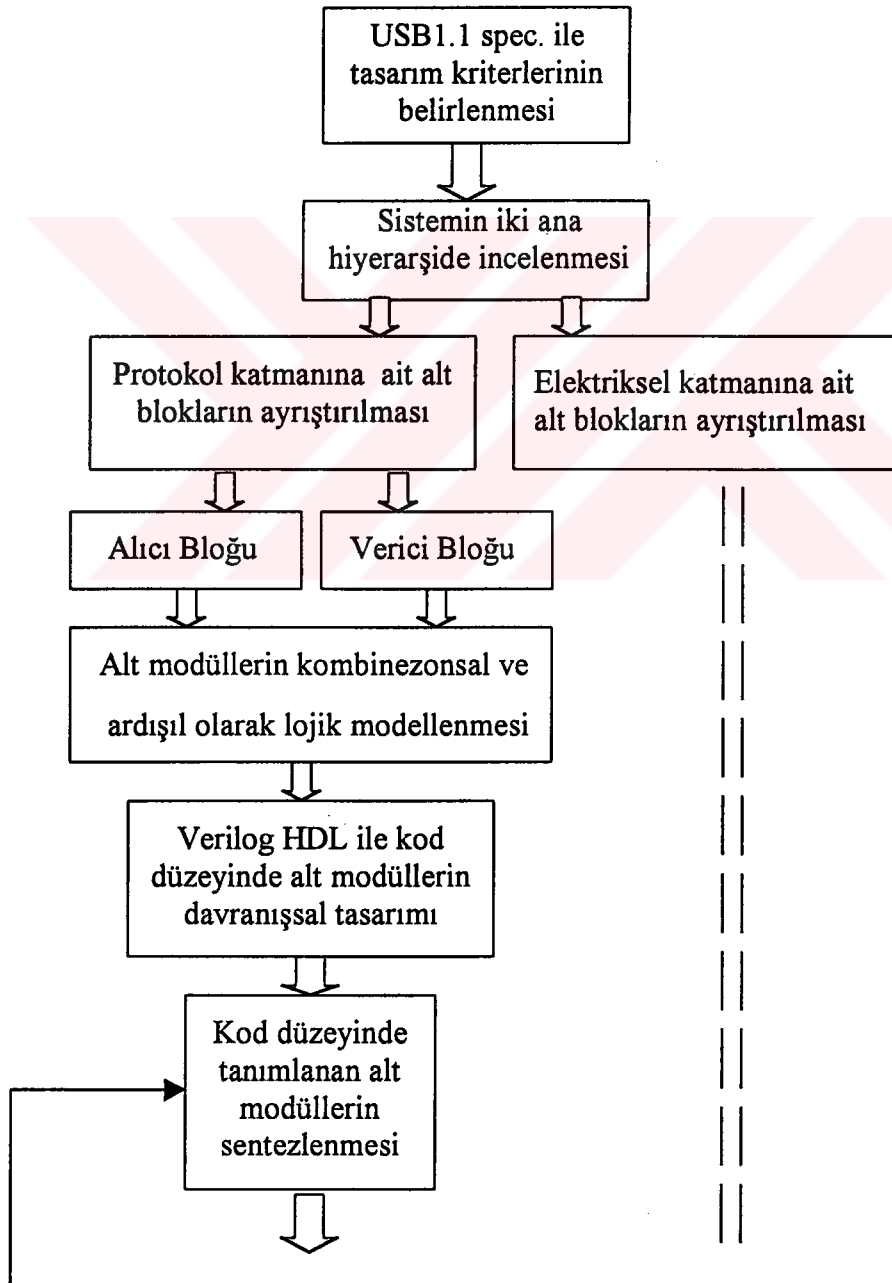 USB1.1 spec. ile
tasarım kriterlerinin
belirlenmesi
Sistemin iki ana
hiyerarşide incelenmesi
Protokol katmanına ait alt
blokların ayrıştırılması
Elektriksel katmanına ait
alt blokların ayrıştırılması
Alıcı Bloğu
Verici Bloğu
Alt modüllerin kombinezonsal ve
ardışıl olarak lojik modellenmesi
Verilog HDL ile kod
düzeyinde alt modüllerin
davranışsal tasarımı
Kod düzeyinde
tanımlanan alt
modüllerin
sentezlenmesi